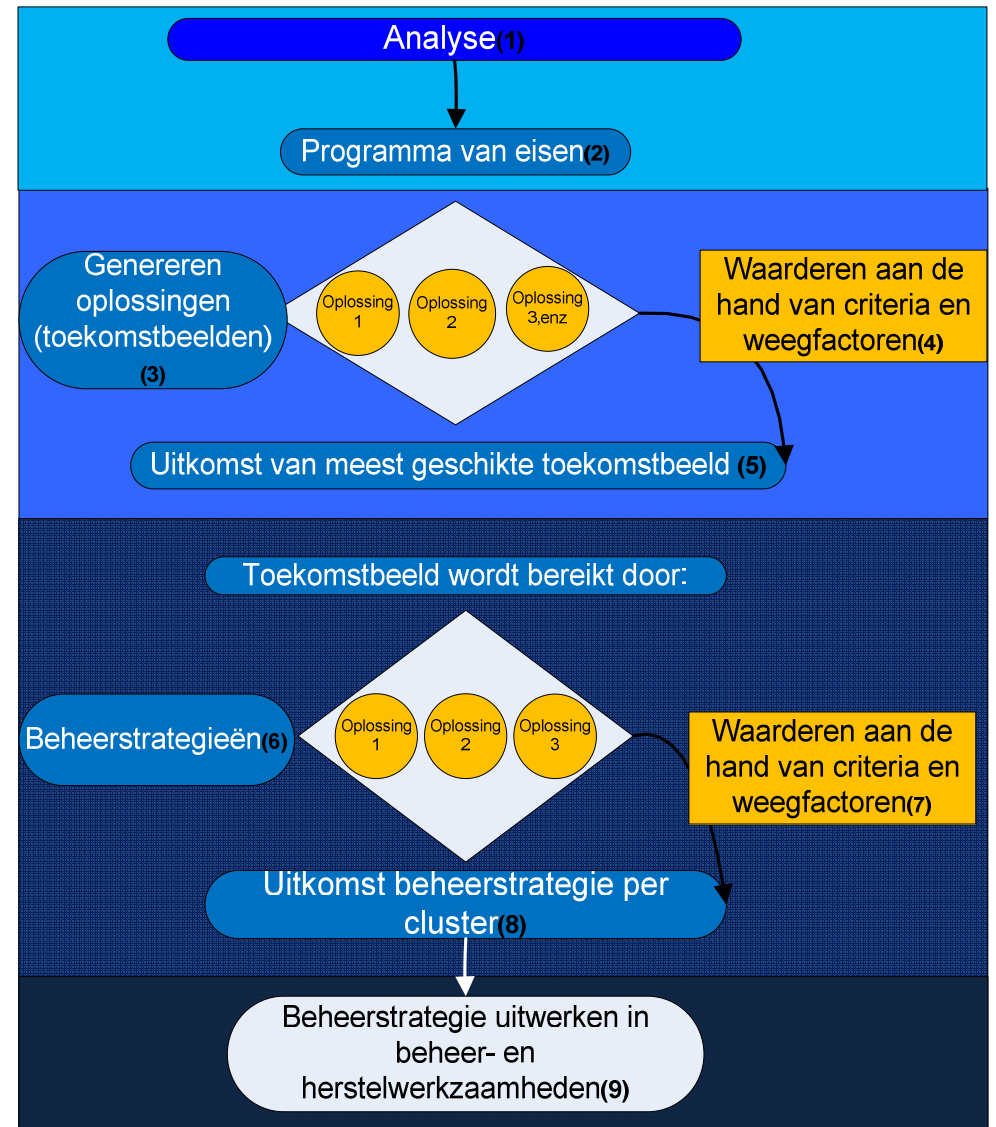 Analyse(1)
Programma van eisen(2)
Genereren
oplossingen
(toekomstbeelden)
(3)
Oplossing
1
Oplossing
2
Oplossing
3,enz
Waarderen aan de
hand van criteria en
weegfactoren(4)
Uitkomst van meest geschikte toekomstbeeld (5)
Toekomstbeeld wordt bereikt door:
Beheerstrategieën(6)
Oplossing
1
Oplossing
2
Oplossing
3
Waarderen aan de
hand van criteria en
weegfactoren(7)
Uitkomst beheerstrategie per
cluster(8)
Beheerstrategie uitwerken in
beheer- en
herstelwerkzaamheden(9)